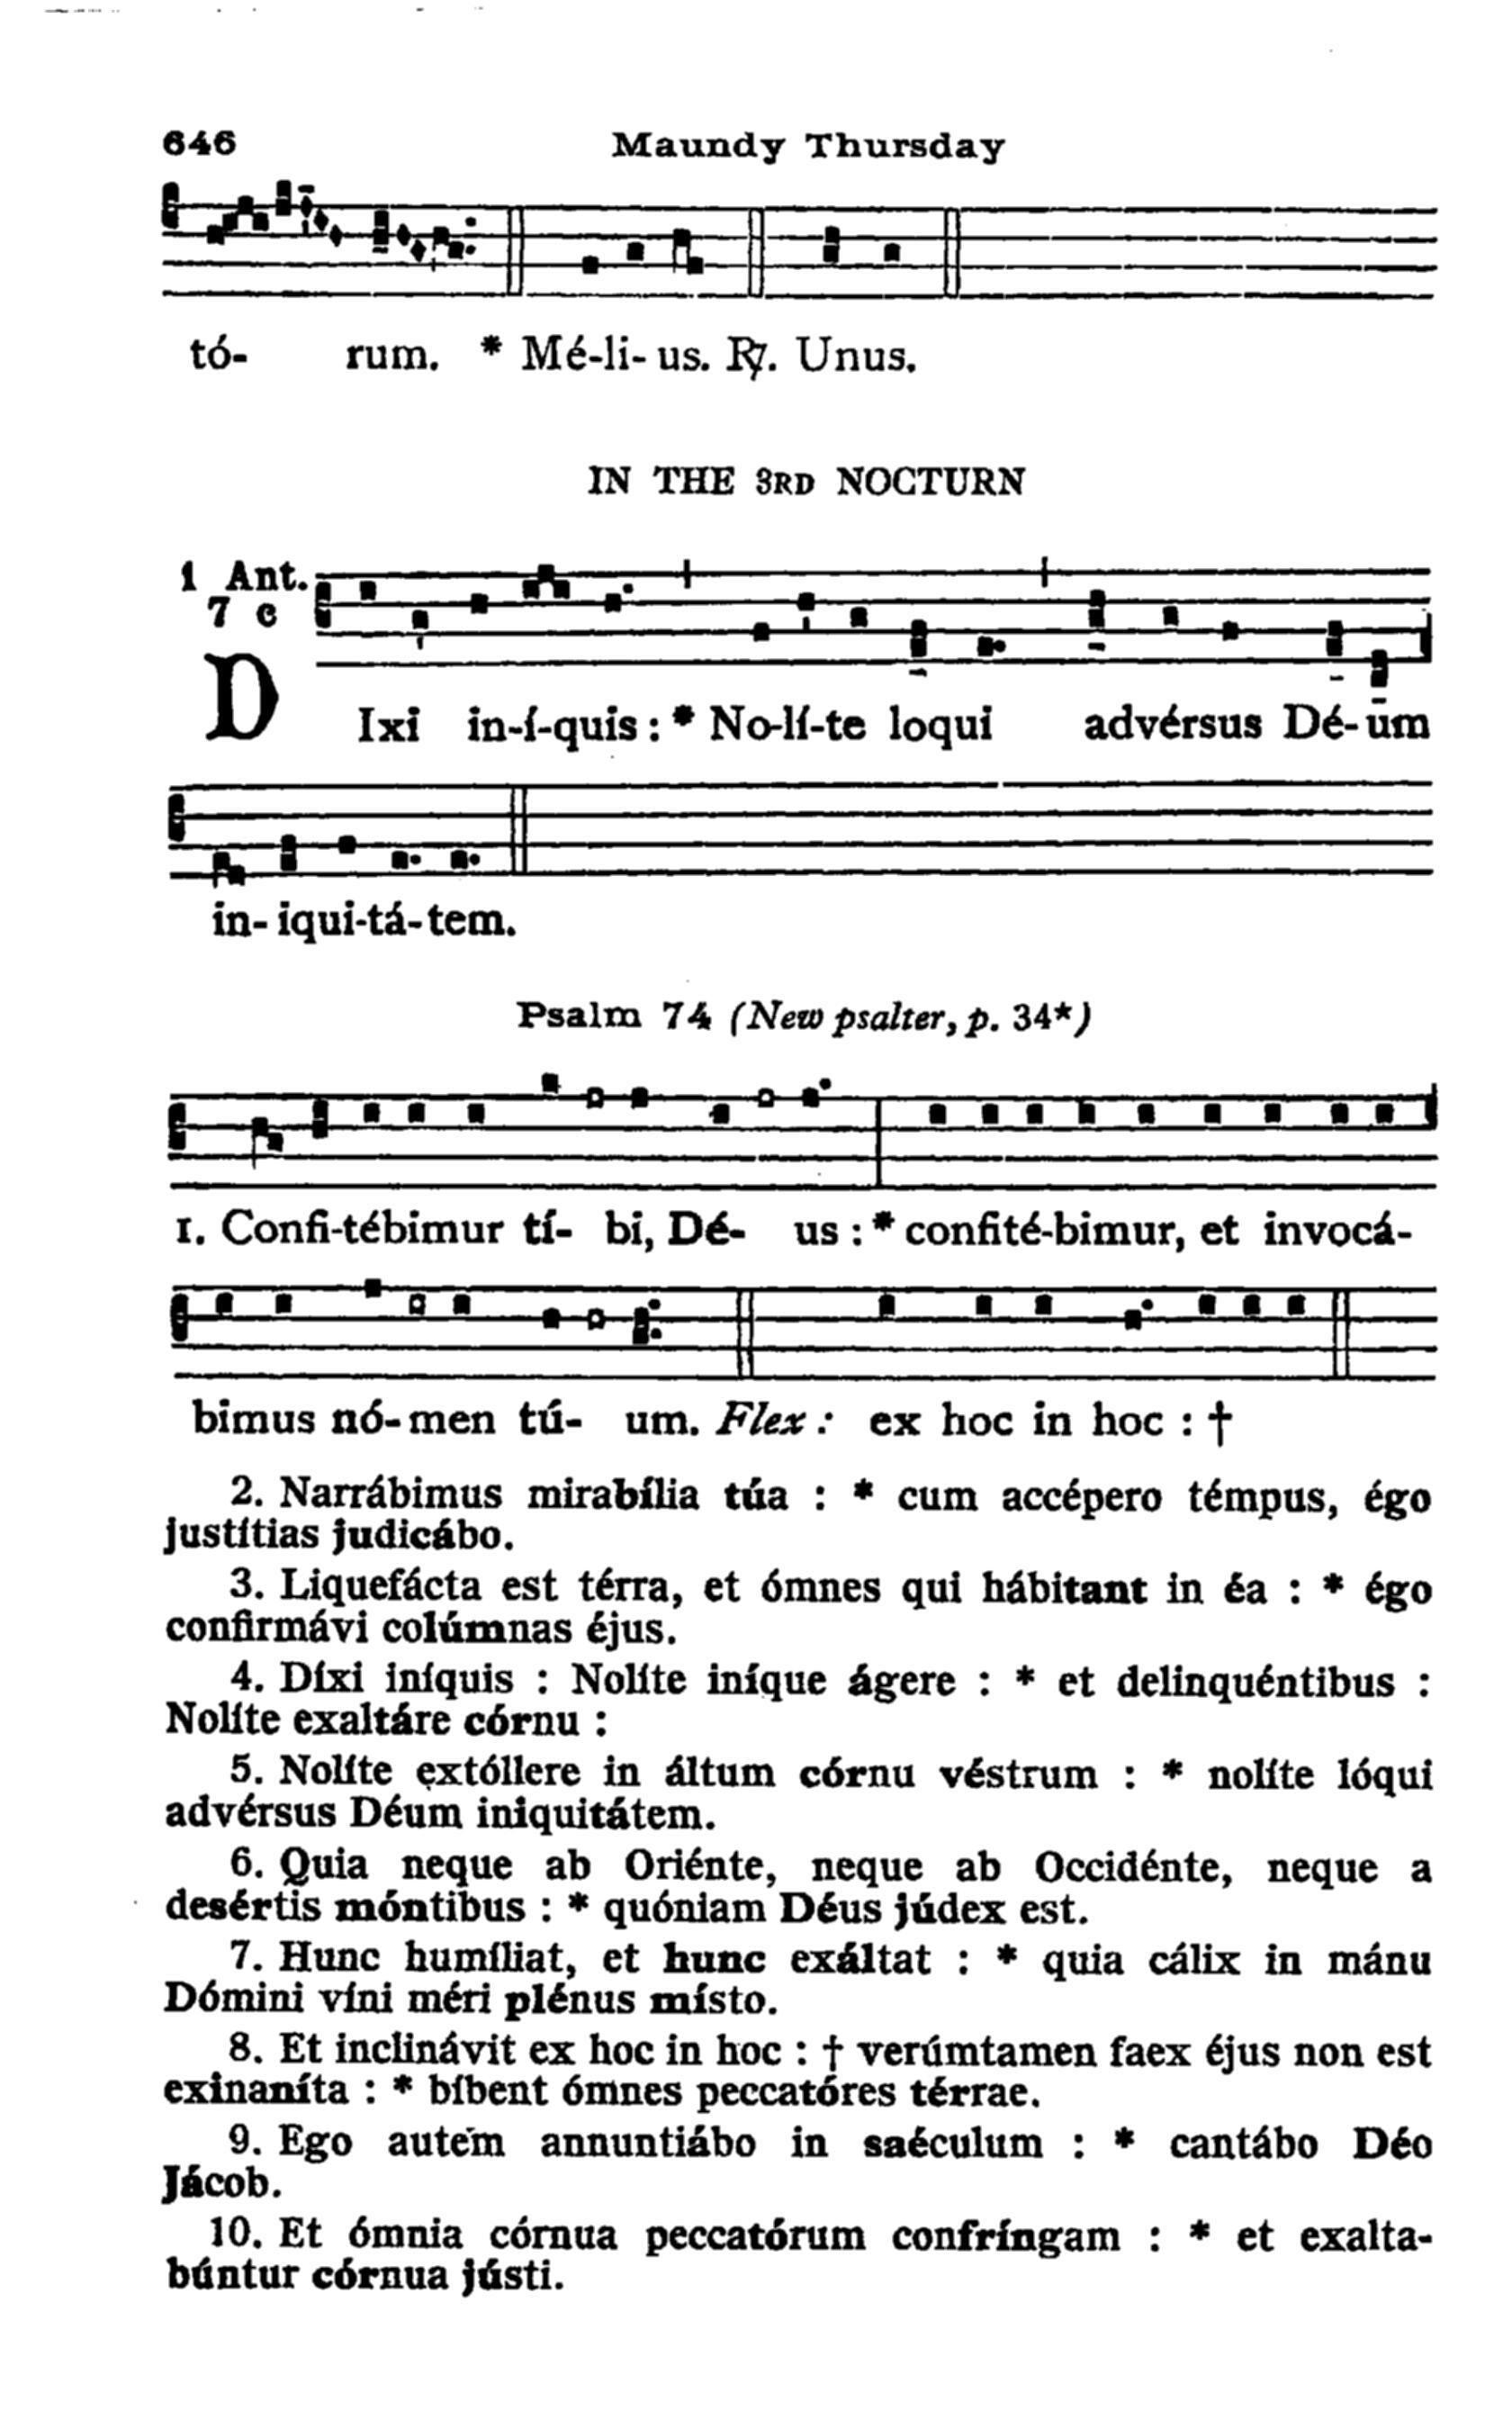 646 Maundy Thursday
tó- rum. * Mé-li- us. ℟. Unus.
IN THE 3RD NOCTURN
1 Ant.
7 c
DIxi in-í-quis : * No-lí-te loqui advérsus Dé- um
in- iqui-tá- tem.
Psalm 74 (New psalter, p. 34*)
1. Confi-tébimur tí- bi, Dé- us : * confité-bimur, et invocá-
bimus nó- men tú- um. Flex : ex hoc in hoc : †
2. Narrábimus mirabília túa : * cum accépero témpus, égo
justítias judicábo.
3. Liquefácta est térra, et ómnes qui hábitant in éa : * égo
confirmávi colúmnas éjus.
4. Díxi iníquis : Nolíte iníque ágere : * et delinquéntibus :
Nolíte exaltáre córnu :
5. Nolíte extóllere in áltum córnu véstrum : * nolíte lóqui
advérsus Déum iniquitátem.
6. Quia neque ab Oriénte, neque ab Occidénte, neque a
desértis móntibus : * quóniam Déus júdex est.
7. Hunc humíliat, et hunc exáltat : * quia cálix in mánu
Dómini víni méri plénus místo.
8. Et inclinávit ex hoc in hoc : † verúmtamen faex éjus non est
exinaníta : * bíbent ómnes peccatóres térrae.
9. Ego autem annuntiábo in saéculum : * cantábo Déo
Jácob.
10. Et ómnia córnua peccatórum confríngam : * et exalta-
búntur córnua jústi.